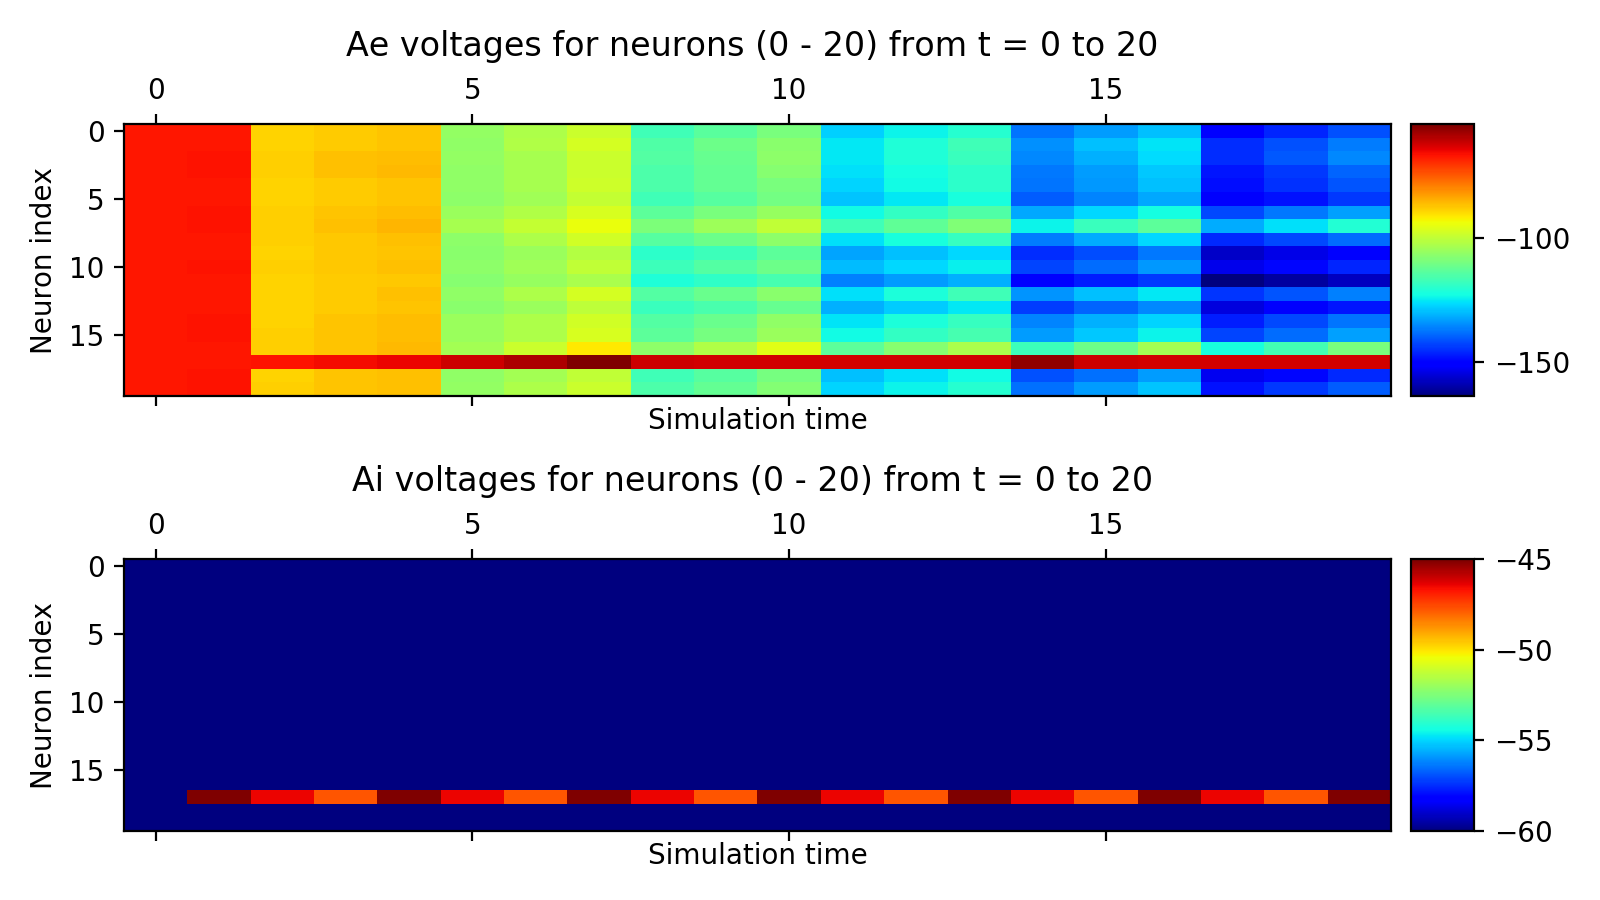 Ae voltages for neurons (0 - 20) from t = 0 to 20
0 5 10 15
Neuron index
0
5
10
15
−100
−150
Simulation time
Ai voltages for neurons (0 - 20) from t = 0 to 20
0 5 10 15
Neuron index
0
5
10
15
−45
−50
−55
−60
Simulation time